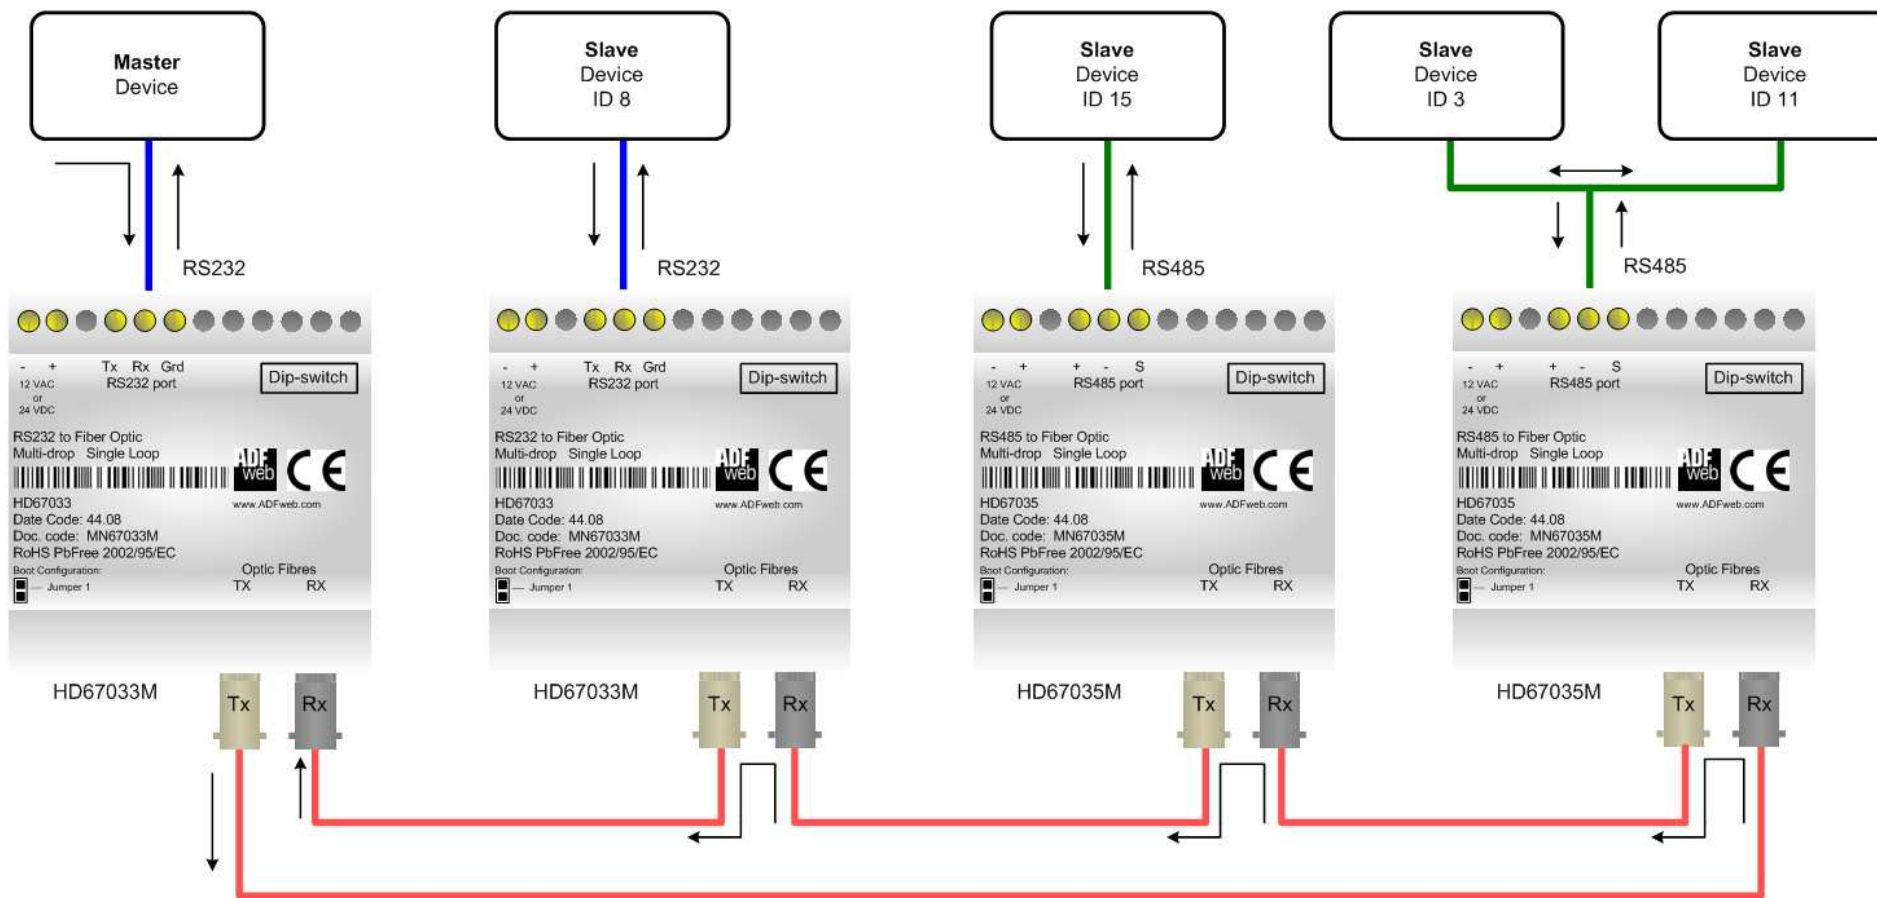 Master
Device
Slave
Device
ID 8
Slave
Device
ID 15
Slave
Device
ID 3
Slave
Device
ID 11
RS232
RS232
RS485
RS485
- + Tx Rx Grd
12 VAC
or
24 VDC
RS232 port
Dip-switch
RS232 to Fiber Optic
Multi-drop Single Loop
ADF
web
CE
HD67033
www.ADFweb.com
Date Code: 44.08
Doc. code: MN67033M
RoHS PbFree 2002/95/EC
Boot Configuration:
Jumper 1
Optic Fibres
TX RX
- + Tx Rx Grd
12 VAC
or
24 VDC
RS232 port
Dip-switch
RS232 to Fiber Optic
Multi-drop Single Loop
ADF
web
CE
HD67033
www.ADFweb.com
Date Code: 44.08
Doc. code: MN67033M
RoHS PbFree 2002/95/EC
Boot Configuration:
Jumper 1
Optic Fibres
TX RX
- + + - S
12 VAC
or
24 VDC
RS485 port
Dip-switch
RS485 to Fiber Optic
Multi-drop Single Loop
ADF
web
CE
HD67035
www.ADFweb.com
Date Code: 44.08
Doc. code: MN67035M
RoHS PbFree 2002/95/EC
Boot Configuration:
Jumper 1
Optic Fibres
TX RX
- + + - S
12 VAC
or
24 VDC
RS485 port
Dip-switch
RS485 to Fiber Optic
Multi-drop Single Loop
ADF
web
CE
HD67035
www.ADFweb.com
Date Code: 44.08
Doc. code: MN67035M
RoHS PbFree 2002/95/EC
Boot Configuration:
Jumper 1
Optic Fibres
TX RX
HD67033M
Tx Rx
HD67033M
Tx Rx
HD67035M
Tx Rx
HD67035M
Tx Rx